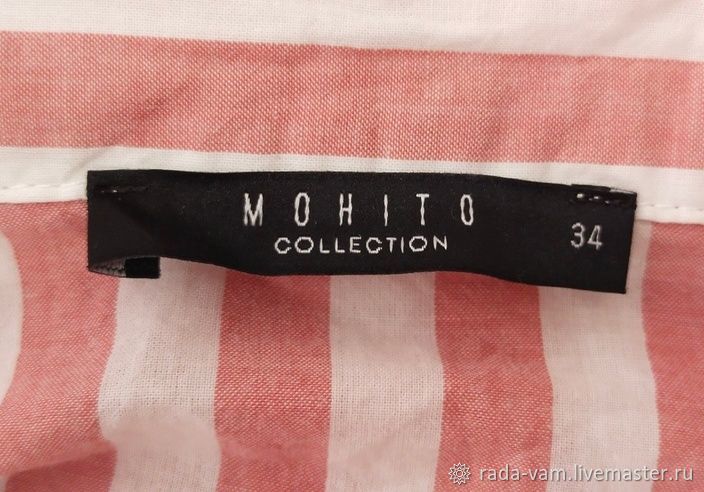 MOHITO
COLLECTION
34
rada-vam.livemaster.ru